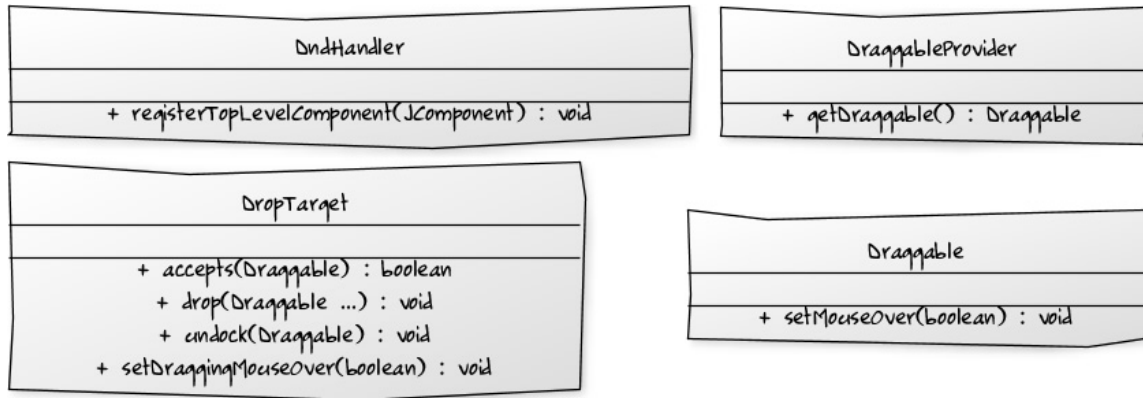 DndHandler
+ registerTopLevelComponent(JComponent) : void
DraggableProvider
+ getDraggable() : Draggable
DropTarget
+ accepts(Draggable) : boolean
+ drop(Draggable ...) : void
+ undock(Draggable) : void
+ setDraggingMouseOver(boolean) : void
Draggable
+ setMouseOver(boolean) : void